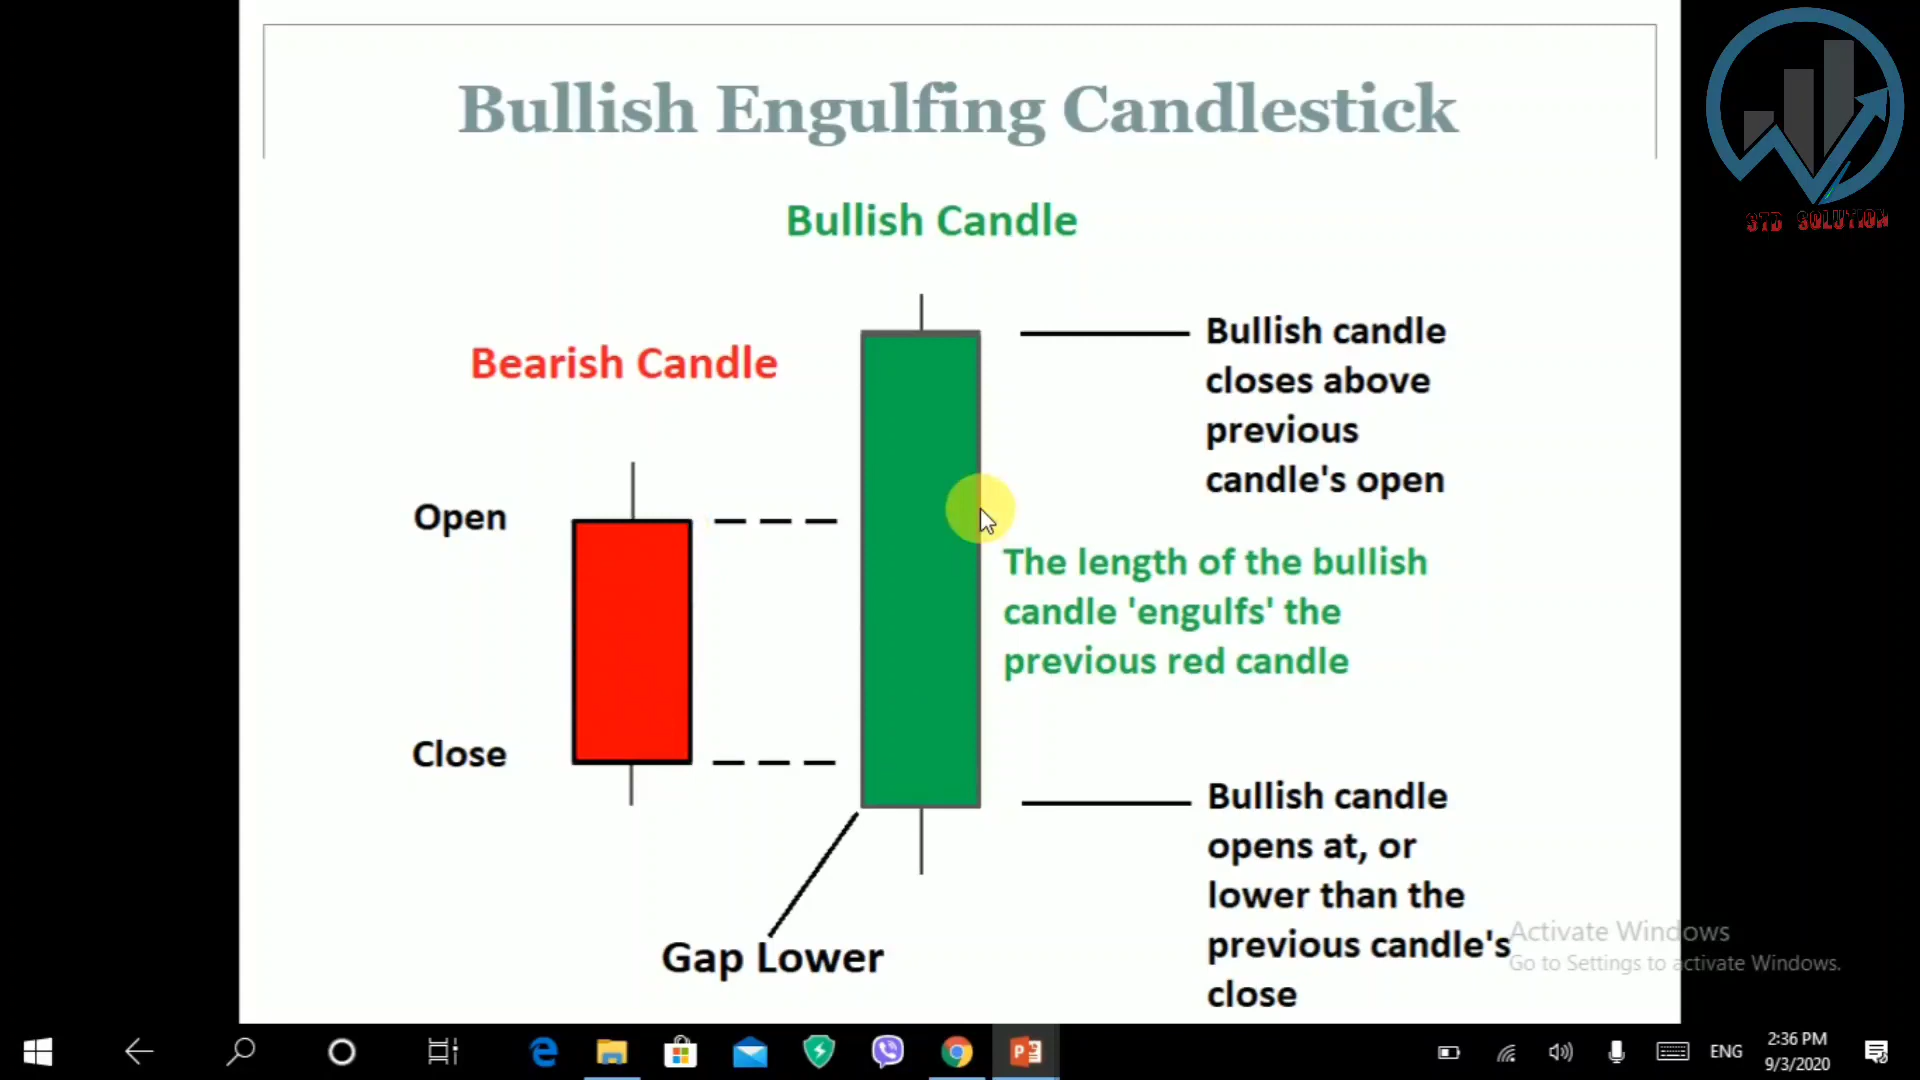 Bullish Engulfing Candlestick
STD SOLUTION
Bullish Candle
Bearish Candle
Bullish candle
closes above
previous
candle's open
Open
The length of the bullish
candle 'engulfs' the
previous red candle
Close
Bullish candle
opens at, or
lower than the
previous candle's
close
Gap Lower
Activate Windows
Go to Settings to activate Windows.
ENG
2:36 PM
9/3/2020